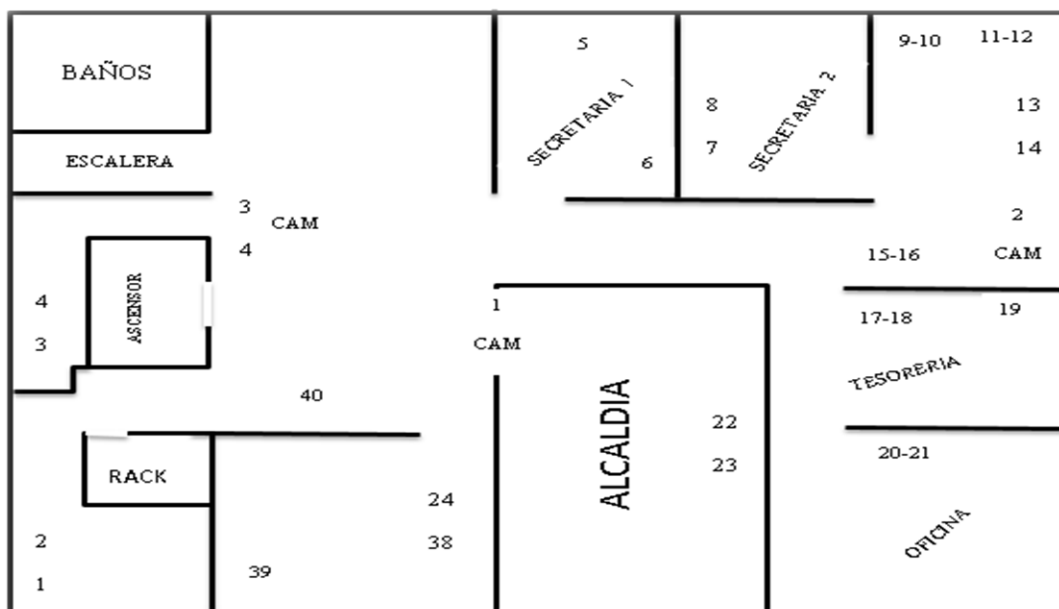 BAÑOS
ESCALERA
3
CAM
4
ASCENSOR
4
3
40
RACK
2
1
39
24
38
5
SECRETARIA 1
6
8
7
SECRETARIA 2
9-10
11-12
13
14
2
15-16
CAM
1
CAM
ALCALDIA
22
23
17-18
19
TESORERIA
20-21
OFICINA